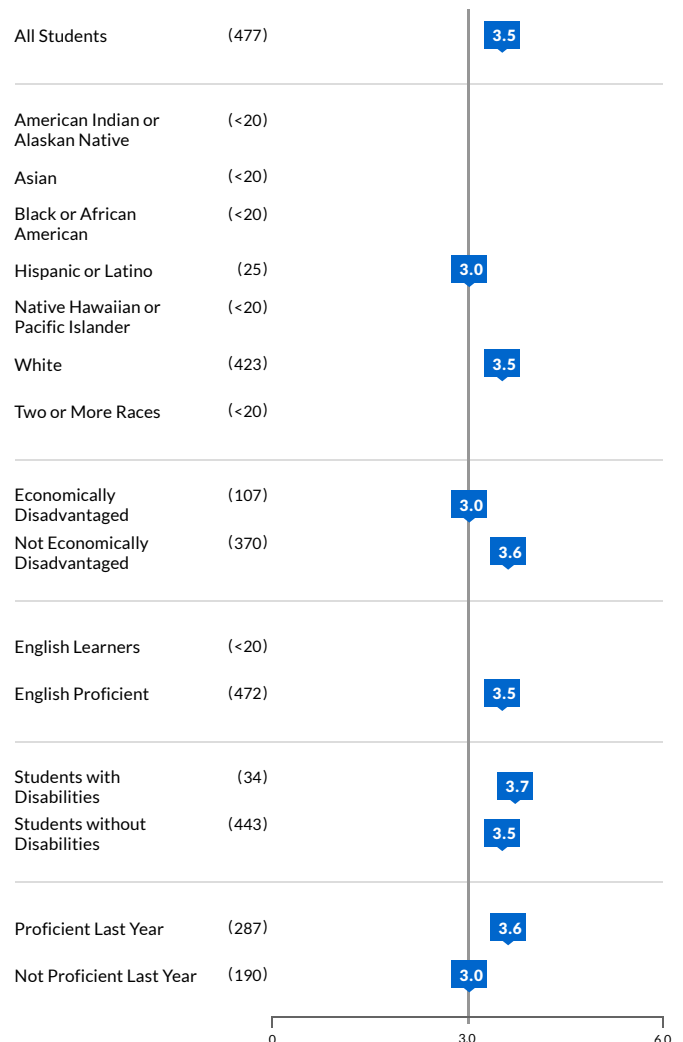 All Students (477) 3.5
American Indian or (<20)
Alaskan Native
Asian (<20)
Black or African (<20)
American
Hispanic or Latino (25) 3.0
Native Hawaiian or (<20)
Pacific Islander
White (423) 3.5
Two or More Races (<20)
Economically (107) 3.0
Disadvantaged
Not Economically (370) 3.6
Disadvantaged
English Learners (<20)
English Proficient (472) 3.5
Students with (34) 3.7
Disabilities
Students without (443) 3.5
Disabilities
Proficient Last Year (287) 3.6
Not Proficient Last Year (190) 3.0
0 3.0 6.0